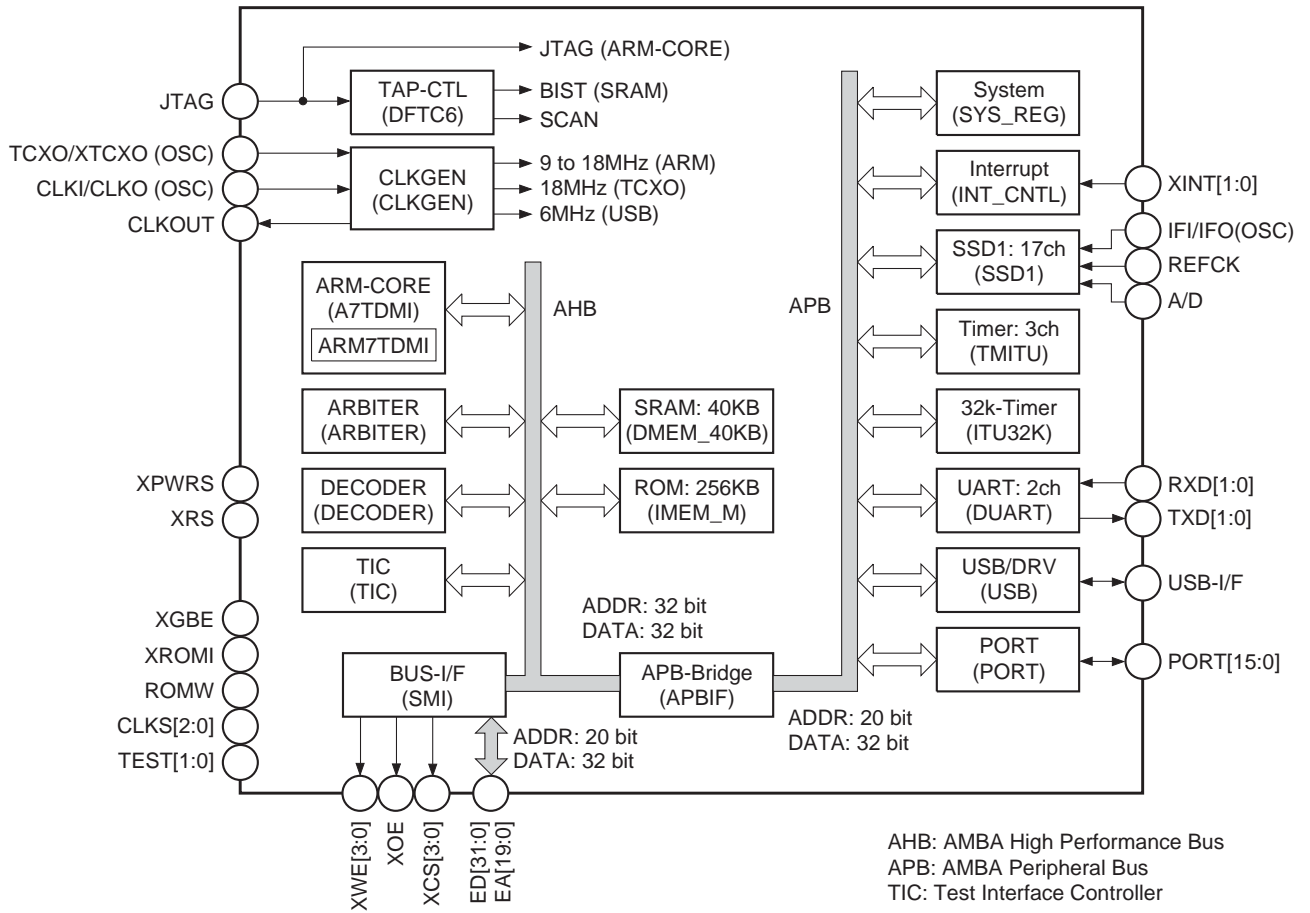 JTAG (ARM-CORE)
JTAG
TAP-CTL
(DFTC6)
BIST (SRAM)
SCAN
TCXO/XTCXO (OSC)
CLKI/CLKO (OSC)
CLKOUT
CLKGEN
(CLKGEN)
9 to 18MHz (ARM)
18MHz (TCXO)
6MHz (USB)
ARM-CORE
(A7TDMI)
ARM7TDMI
AHB
APB
ARBITER
(ARBITER)
SRAM: 40KB
(DMEM_40KB)
XPWRS
XRS
DECODER
(DECODER)
ROM: 256KB
(IMEM_M)
TIC
(TIC)
ADDR: 32 bit
DATA: 32 bit
XGBE
XROMI
ROMW
CLKS[2:0]
TEST[1:0]
BUS-I/F
(SMI)
APB-Bridge
(APBIF)
ADDR: 20 bit
DATA: 32 bit
ADDR: 20 bit
DATA: 32 bit
System
(SYS_REG)
Interrupt
(INT_CNTL)
XINT[1:0]
SSD1: 17ch
(SSD1)
IFI/IFO(OSC)
REFCK
A/D
Timer: 3ch
(TMITU)
32k-Timer
(ITU32K)
UART: 2ch
(DUART)
RXD[1:0]
TXD[1:0]
USB/DRV
(USB)
USB-I/F
PORT
(PORT)
PORT[15:0]
XWE[3:0]
XOE
XCS[3:0]
ED[31:0]
EA[19:0]
AHB: AMBA High Performance Bus
APB: AMBA Peripheral Bus
TIC: Test Interface Controller